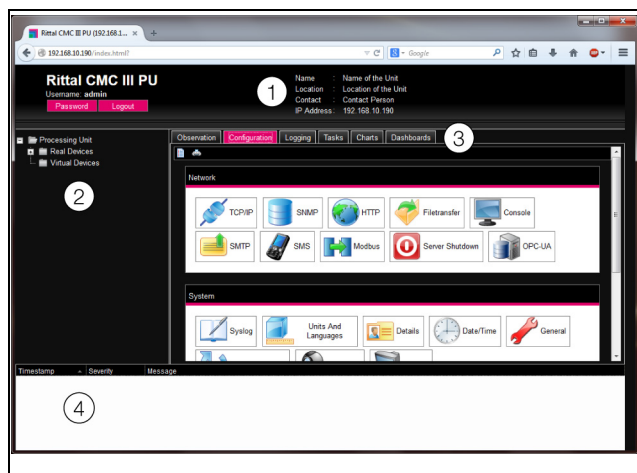 Rittal CMC III PU (192.168.1... × +
192.168.10.190/index.html?
Google
Rittal CMC III PU
Username: admin
Password Logout
1
Name : Name of the Unit
Location : Location of the Unit
Contact : Contact Person
IP Address : 192.168.10.190
Processing Unit
Real Devices
Virtual Devices
2
Observation Configuration Logging Tasks Charts Dashboards
3
Network
TCP/IP SNMP HTTP Filetransfer Console
SMTP SMS Modbus Server Shutdown OPC-UA
System
Syslog Units And Languages Details Date/Time General
Timestamp Severity Message
4